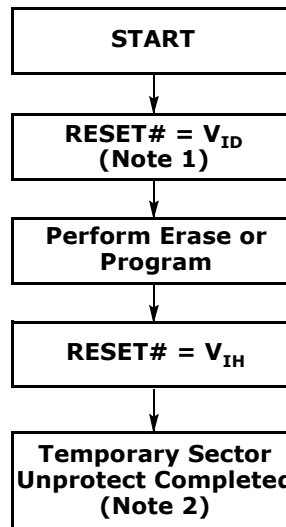 START
RESET# = VID
(Note 1)
Perform Erase or
Program
RESET# = VIH
Temporary Sector
Unprotect Completed
(Note 2)